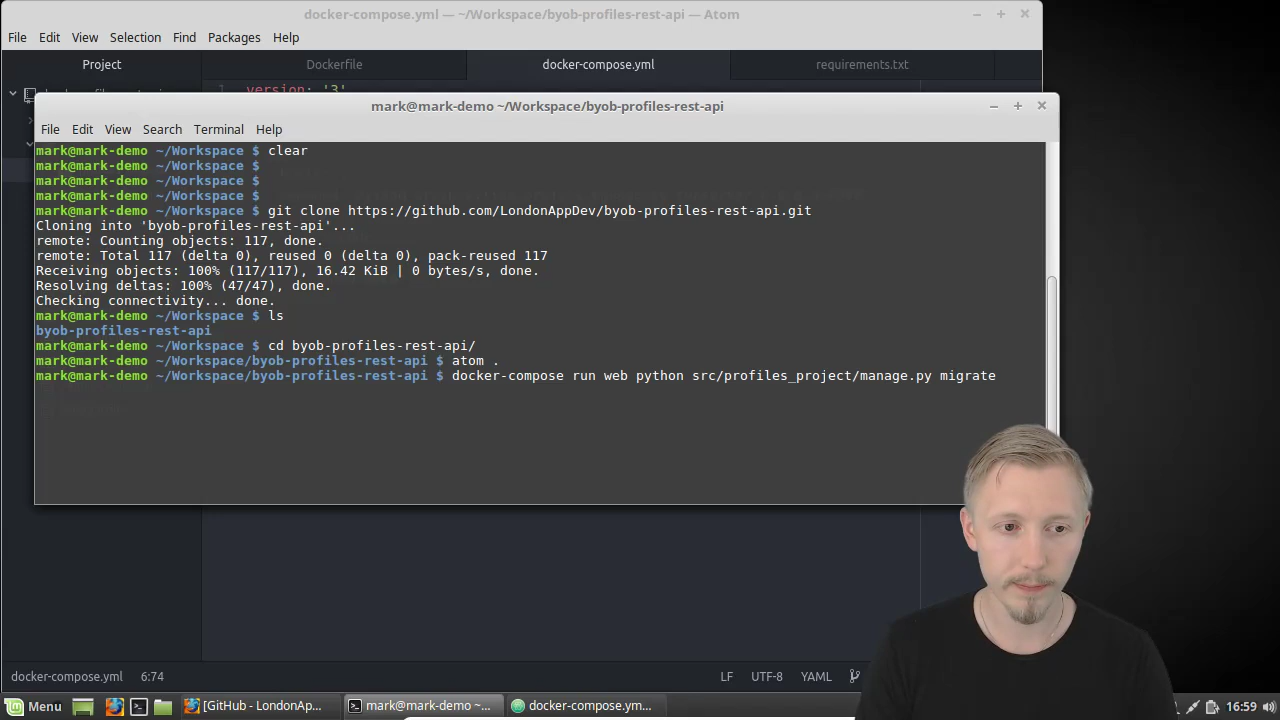 docker-compose.yml — ~/Workspace/byob-profiles-rest-api — Atom
File Edit View Selection Find Packages Help
Project Dockerfile docker-compose.yml requirements.txt
1 version: '3'
mark@mark-demo ~/Workspace/byob-profiles-rest-api
File Edit View Search Terminal Help
mark@mark-demo ~/Workspace $ clear
mark@mark-demo ~/Workspace $
mark@mark-demo ~/Workspace $
mark@mark-demo ~/Workspace $
mark@mark-demo ~/Workspace $ git clone https://github.com/LondonAppDev/byob-profiles-rest-api.git
Cloning into 'byob-profiles-rest-api'...
remote: Counting objects: 117, done.
remote: Total 117 (delta 0), reused 0 (delta 0), pack-reused 117
Receiving objects: 100% (117/117), 16.42 KiB | 0 bytes/s, done.
Resolving deltas: 100% (47/47), done.
Checking connectivity... done.
mark@mark-demo ~/Workspace $ ls
byob-profiles-rest-api
mark@mark-demo ~/Workspace $ cd byob-profiles-rest-api/
mark@mark-demo ~/Workspace/byob-profiles-rest-api $ atom .
mark@mark-demo ~/Workspace/byob-profiles-rest-api $ docker-compose run web python src/profiles_project/manage.py migrate
docker-compose.yml 6:74 LF UTF-8 YAML
Menu [GitHub - LondonAp... mark@mark-demo ~... docker-compose.ym... 16:59